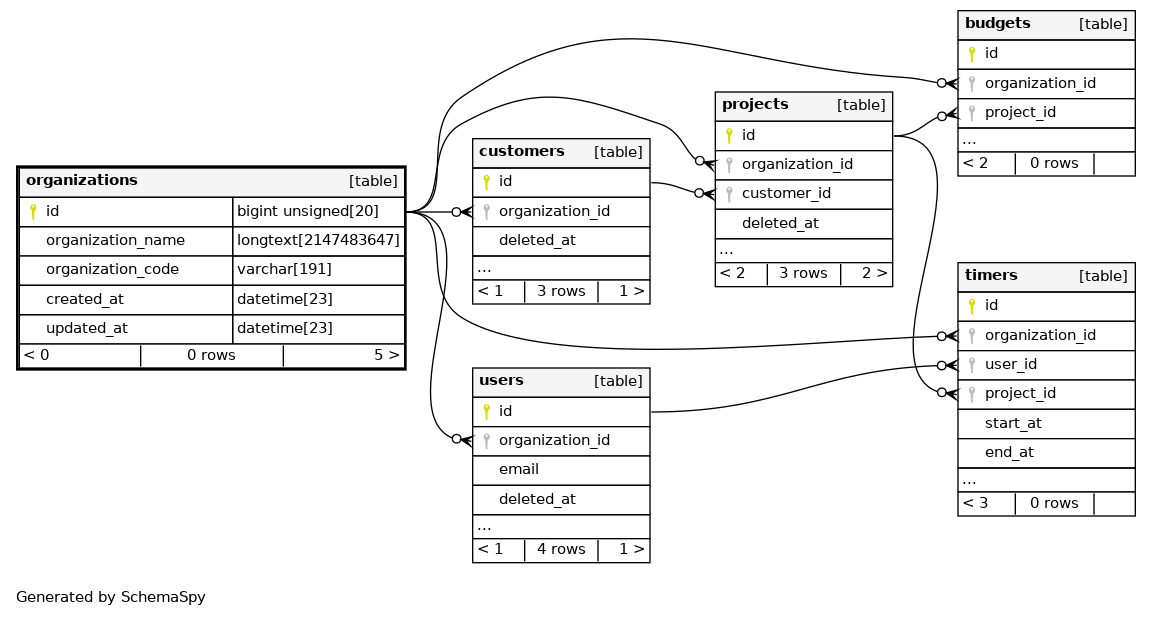 budgets [table]
id
organization_id
project_id
...
< 2 0 rows
projects [table]
id
organization_id
customer_id
deleted_at
...
< 2 3 rows 2 >
customers [table]
id
organization_id
deleted_at
...
< 1 3 rows 1 >
organizations [table]
id bigint unsigned[20]
organization_name longtext[2147483647]
organization_code varchar[191]
created_at datetime[23]
updated_at datetime[23]
< 0 0 rows 5 >
timers [table]
id
organization_id
user_id
project_id
start_at
end_at
...
< 3 0 rows
users [table]
id
organization_id
email
deleted_at
...
< 1 4 rows 1 >
Generated by SchemaSpy